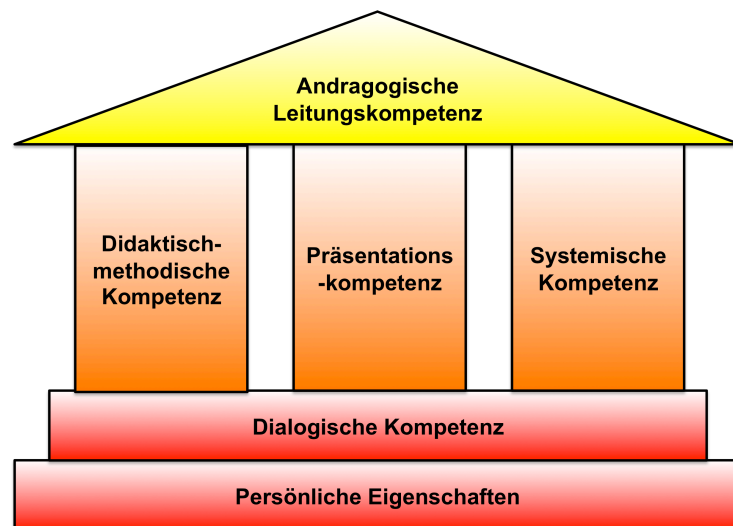 Andragogische
Leitungskompetenz
Didaktisch-
methodische
Kompetenz
Präsentations
-kompetenz
Systemische
Kompetenz
Dialogische Kompetenz
Persönliche Eigenschaften